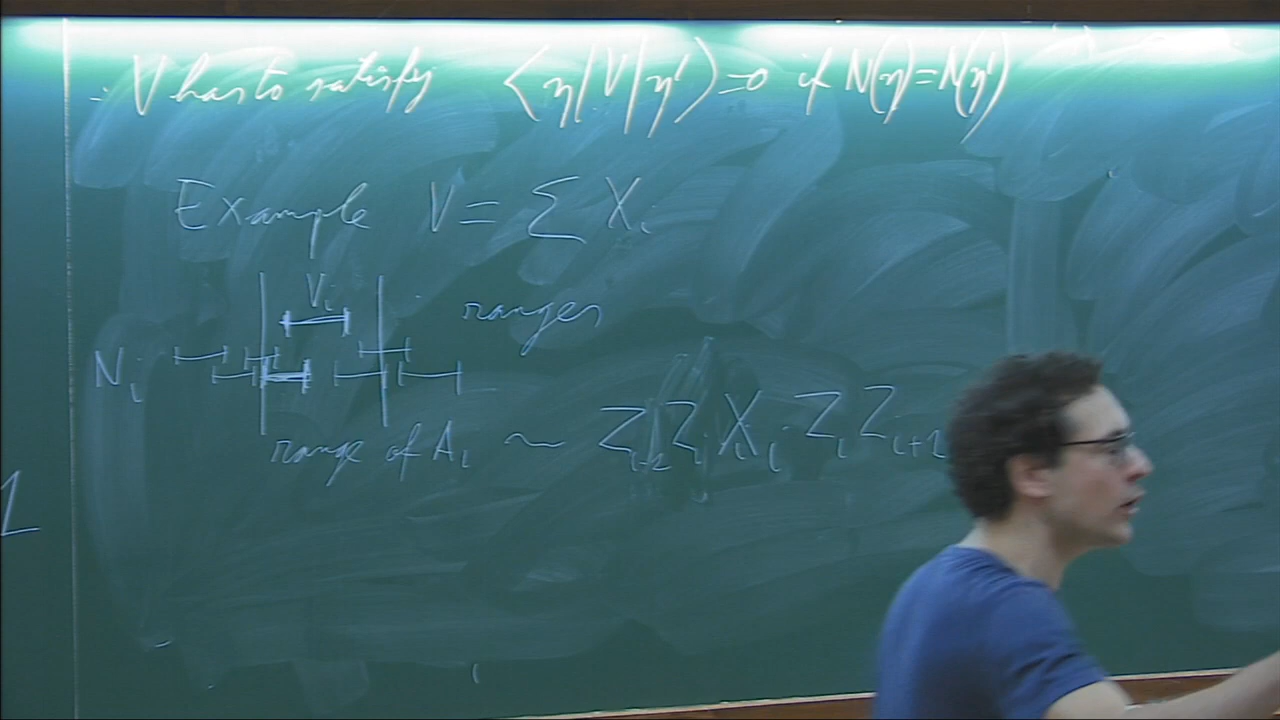 ∴ V has to satisfy ⟨η|V|η'⟩=0 if N(η)=N(η')
Example V = Σ X_i
V_i ranges
N_i
range of A_i ~ Z_{i-2} Z_i X_i Z_i Z_{i+2}
1